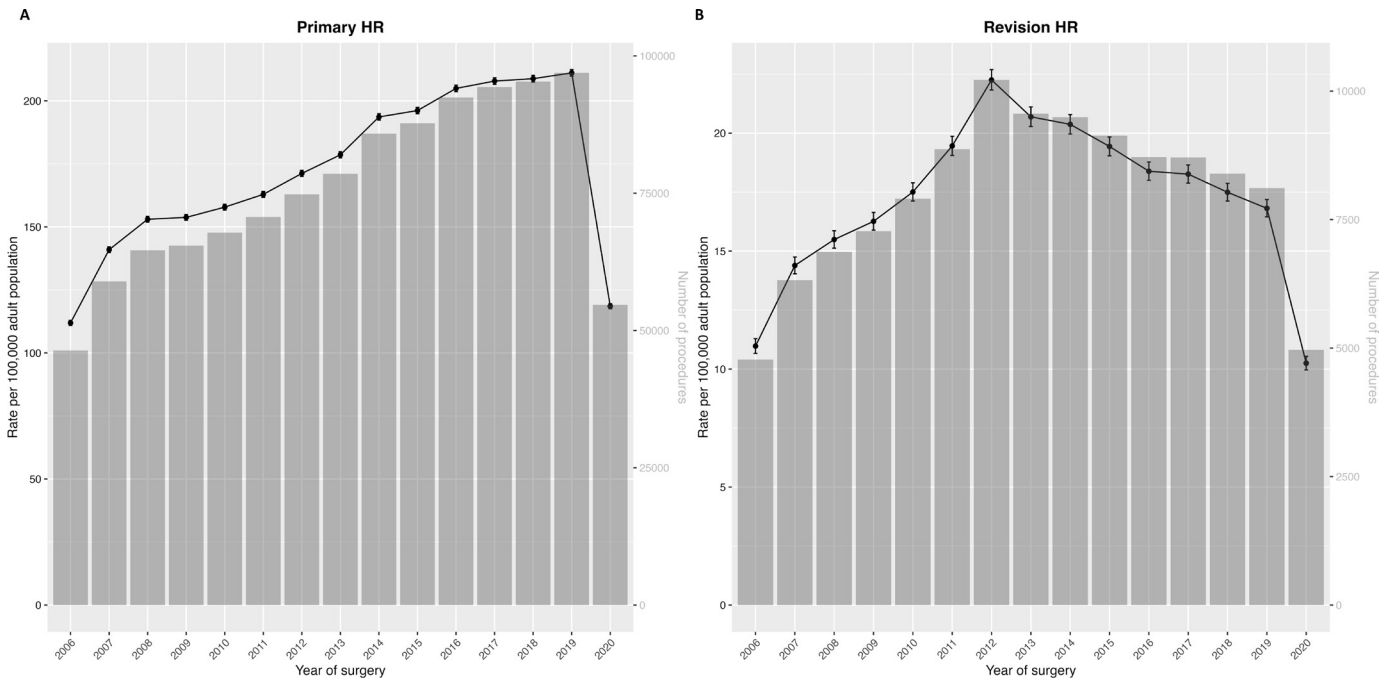 A
Primary HR
Rate per 100,000 adult population
200
150
100
50
0
100000
75000
50000
25000
0
Number of procedures
2006 2007 2008 2009 2010 2011 2012 2013 2014 2015 2016 2017 2018 2019 2020
Year of surgery
B
Revision HR
Rate per 100,000 adult population
20
15
10
5
0
10000
7500
5000
2500
0
Number of procedures
2006 2007 2008 2009 2010 2011 2012 2013 2014 2015 2016 2017 2018 2019 2020
Year of surgery